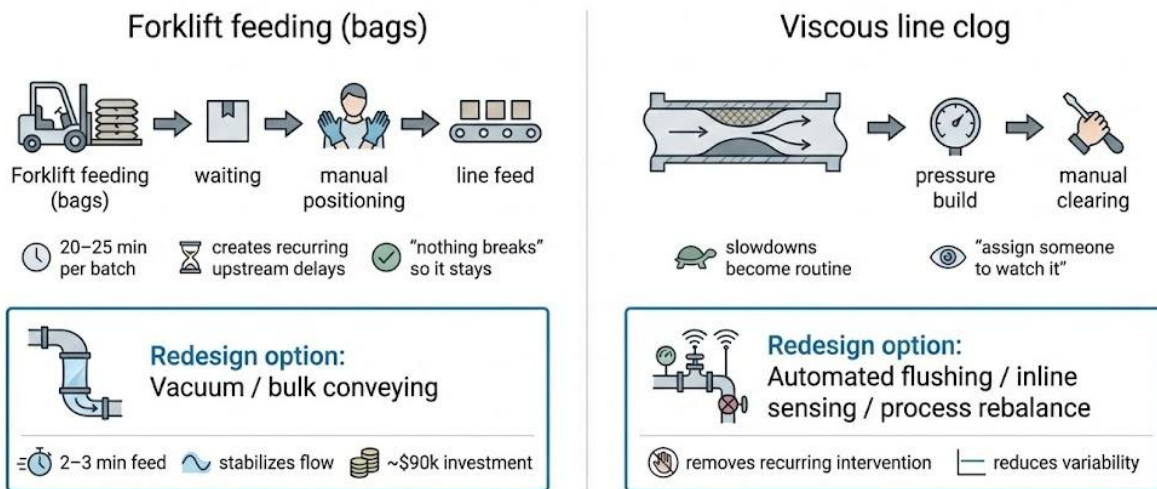 Forklift feeding (bags)
Forklift feeding
(bags)
waiting
manual
positioning
line feed
20–25 min
per batch
creates recurring
upstream delays
“nothing breaks”
so it stays
Redesign option:
Vacuum / bulk conveying
2–3 min feed
stabilizes flow
~$90k investment
Viscous line clog
pressure
build
manual
clearing
slowdowns
become routine
“assign someone
to watch it”
Redesign option:
Automated flushing / inline
sensing / process rebalance
removes recurring intervention
reduces variability